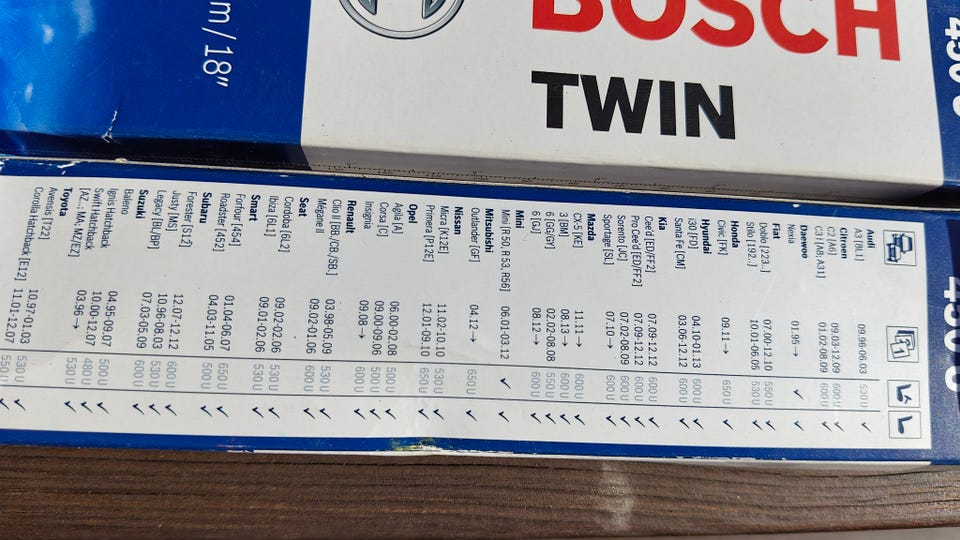 m / 18"
BOSCH
TWIN
450 U
450 U
Audi
A3 [8L1] 09.96-06.03 530 U ✓
Citroen
C2 [A6] 09.03-12.09 600 U ✓
C3 I [A8; A31] 01.02-08.09 600 U ✓
Daewoo
Nexia 01.95→ ✓ ✓
Fiat
Doblo [223..] 07.00-12.10 550 U ✓
Stilo [192..] 10.01-06.05 530 U ✓
Honda
Civic [FK] 09.11→ 650 U ✓
Hyundai
i30 [FD] 04.10-01.13 600 U ✓
Santa Fe [CM] 03.06-12.12 600 U ✓
Kia
Cee'd [ED/FF2] 07.09-12.12 600 U ✓
Pro Cee'd [ED/FF2] 07.09-12.12 600 U ✓
Sorento [JC] 07.02-08.09 600 U ✓
Sportage [SL] 07.10→ 650 U ✓
Mazda
CX-5 [KE] 11.11→ 600 U ✓
3 [BM] 08.13→ 600 U ✓
6 [GG/GY] 02.02-08.08 550 U ✓
6 [GJ] 08.12→ 600 U ✓
Mini
Mini [R 50, R 53, R56] 06.01-03.12 ✓ ✓
Mitsubishi
Outlander [GF] 04.12→ 650 U ✓
Nissan
Micra [K12E] 11.02-10.10 530 U ✓
Primera [P12E] 12.01-09.10 650 U ✓
Opel
Agila [A] 06.00-02.08 500 U ✓
Corsa [C] 09.00-09.06 500 U ✓
Insignia 09.08→ 600 U ✓
Renault
Clio II [BB./CB./SB.] 03.98-05.09 530 U ✓
Mégane II 09.02-01.06 600 U ✓
Seat
Cordoba [6L2] 09.02-02.06 530 U ✓
Ibiza [6L1] 09.01-02.06 530 U ✓
Smart
Forfour [454] 01.04-06.07 650 U ✓
Roadster [452] 04.03-11.05 500 U ✓
Subaru
Forester [S12] 12.07-12.12 600 U ✓
Justy [MS] 10.96-08.03 530 U ✓
Legacy [BL/BP] 07.03-05.09 600 U ✓
Suzuki
Baleno 04.95-09.07 500 U ✓
Ignis Hatchback 10.00-12.07 480 U ✓
Swift Hatchback
[AZ.., MA, MZ/EZ] 03.96→ 530 U ✓
Toyota
Avensis [T22] 10.97-01.03 530 U ✓
Corolla Hatchback [E12] 11.01-12.07 550 U ✓